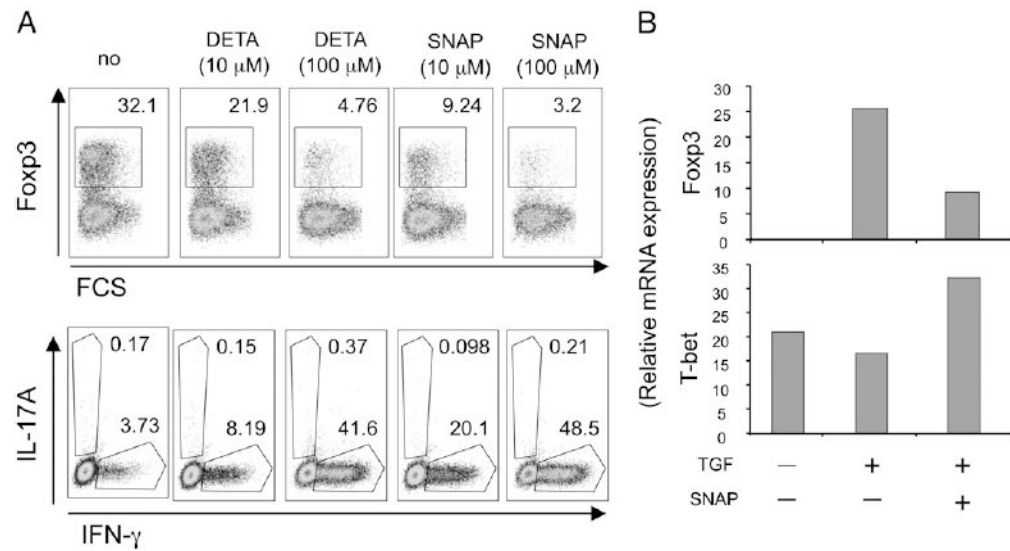 A
no
DETA
(10 µM)
DETA
(100 µM)
SNAP
(10 µM)
SNAP
(100 µM)
32.1
21.9
4.76
9.24
3.2
Foxp3
FCS
0.17
0.15
0.37
0.098
0.21
3.73
8.19
41.6
20.1
48.5
IL-17A
IFN-γ
B
(Relative mRNA expression)
Foxp3
30
25
20
15
10
5
0
T-bet
35
30
25
20
15
10
5
0
TGF — + +
SNAP — — +